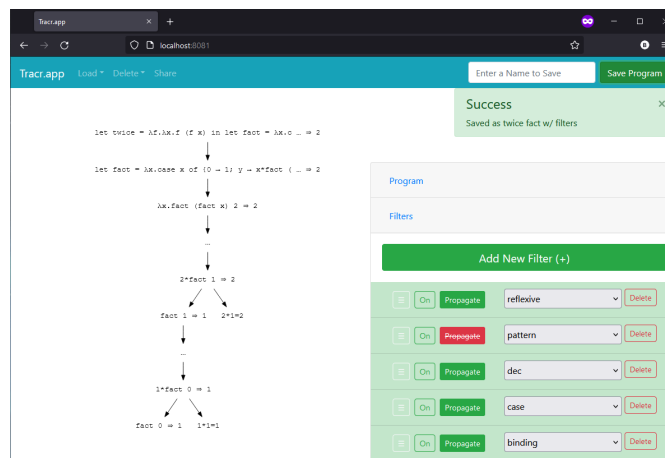 Tracr.app
localhost:8081
Tracr.app Load Delete Share Enter a Name to Save Save Program
Success ×
Saved as twice fact w/ filters
let twice = λf.λx.f (f x) in let fact = λx.c … ⇒ 2
let fact = λx.case x of {0 → 1; y → x*fact ( … ⇒ 2
λx.fact (fact x) 2 ⇒ 2
…
2*fact 1 ⇒ 2
fact 1 ⇒ 1 2*1=2
…
1*fact 0 ⇒ 1
fact 0 ⇒ 1 1*1=1
Program
Filters
Add New Filter (+)
On Propagate reflexive Delete
On Propagate pattern Delete
On Propagate dec Delete
On Propagate case Delete
On Propagate binding Delete